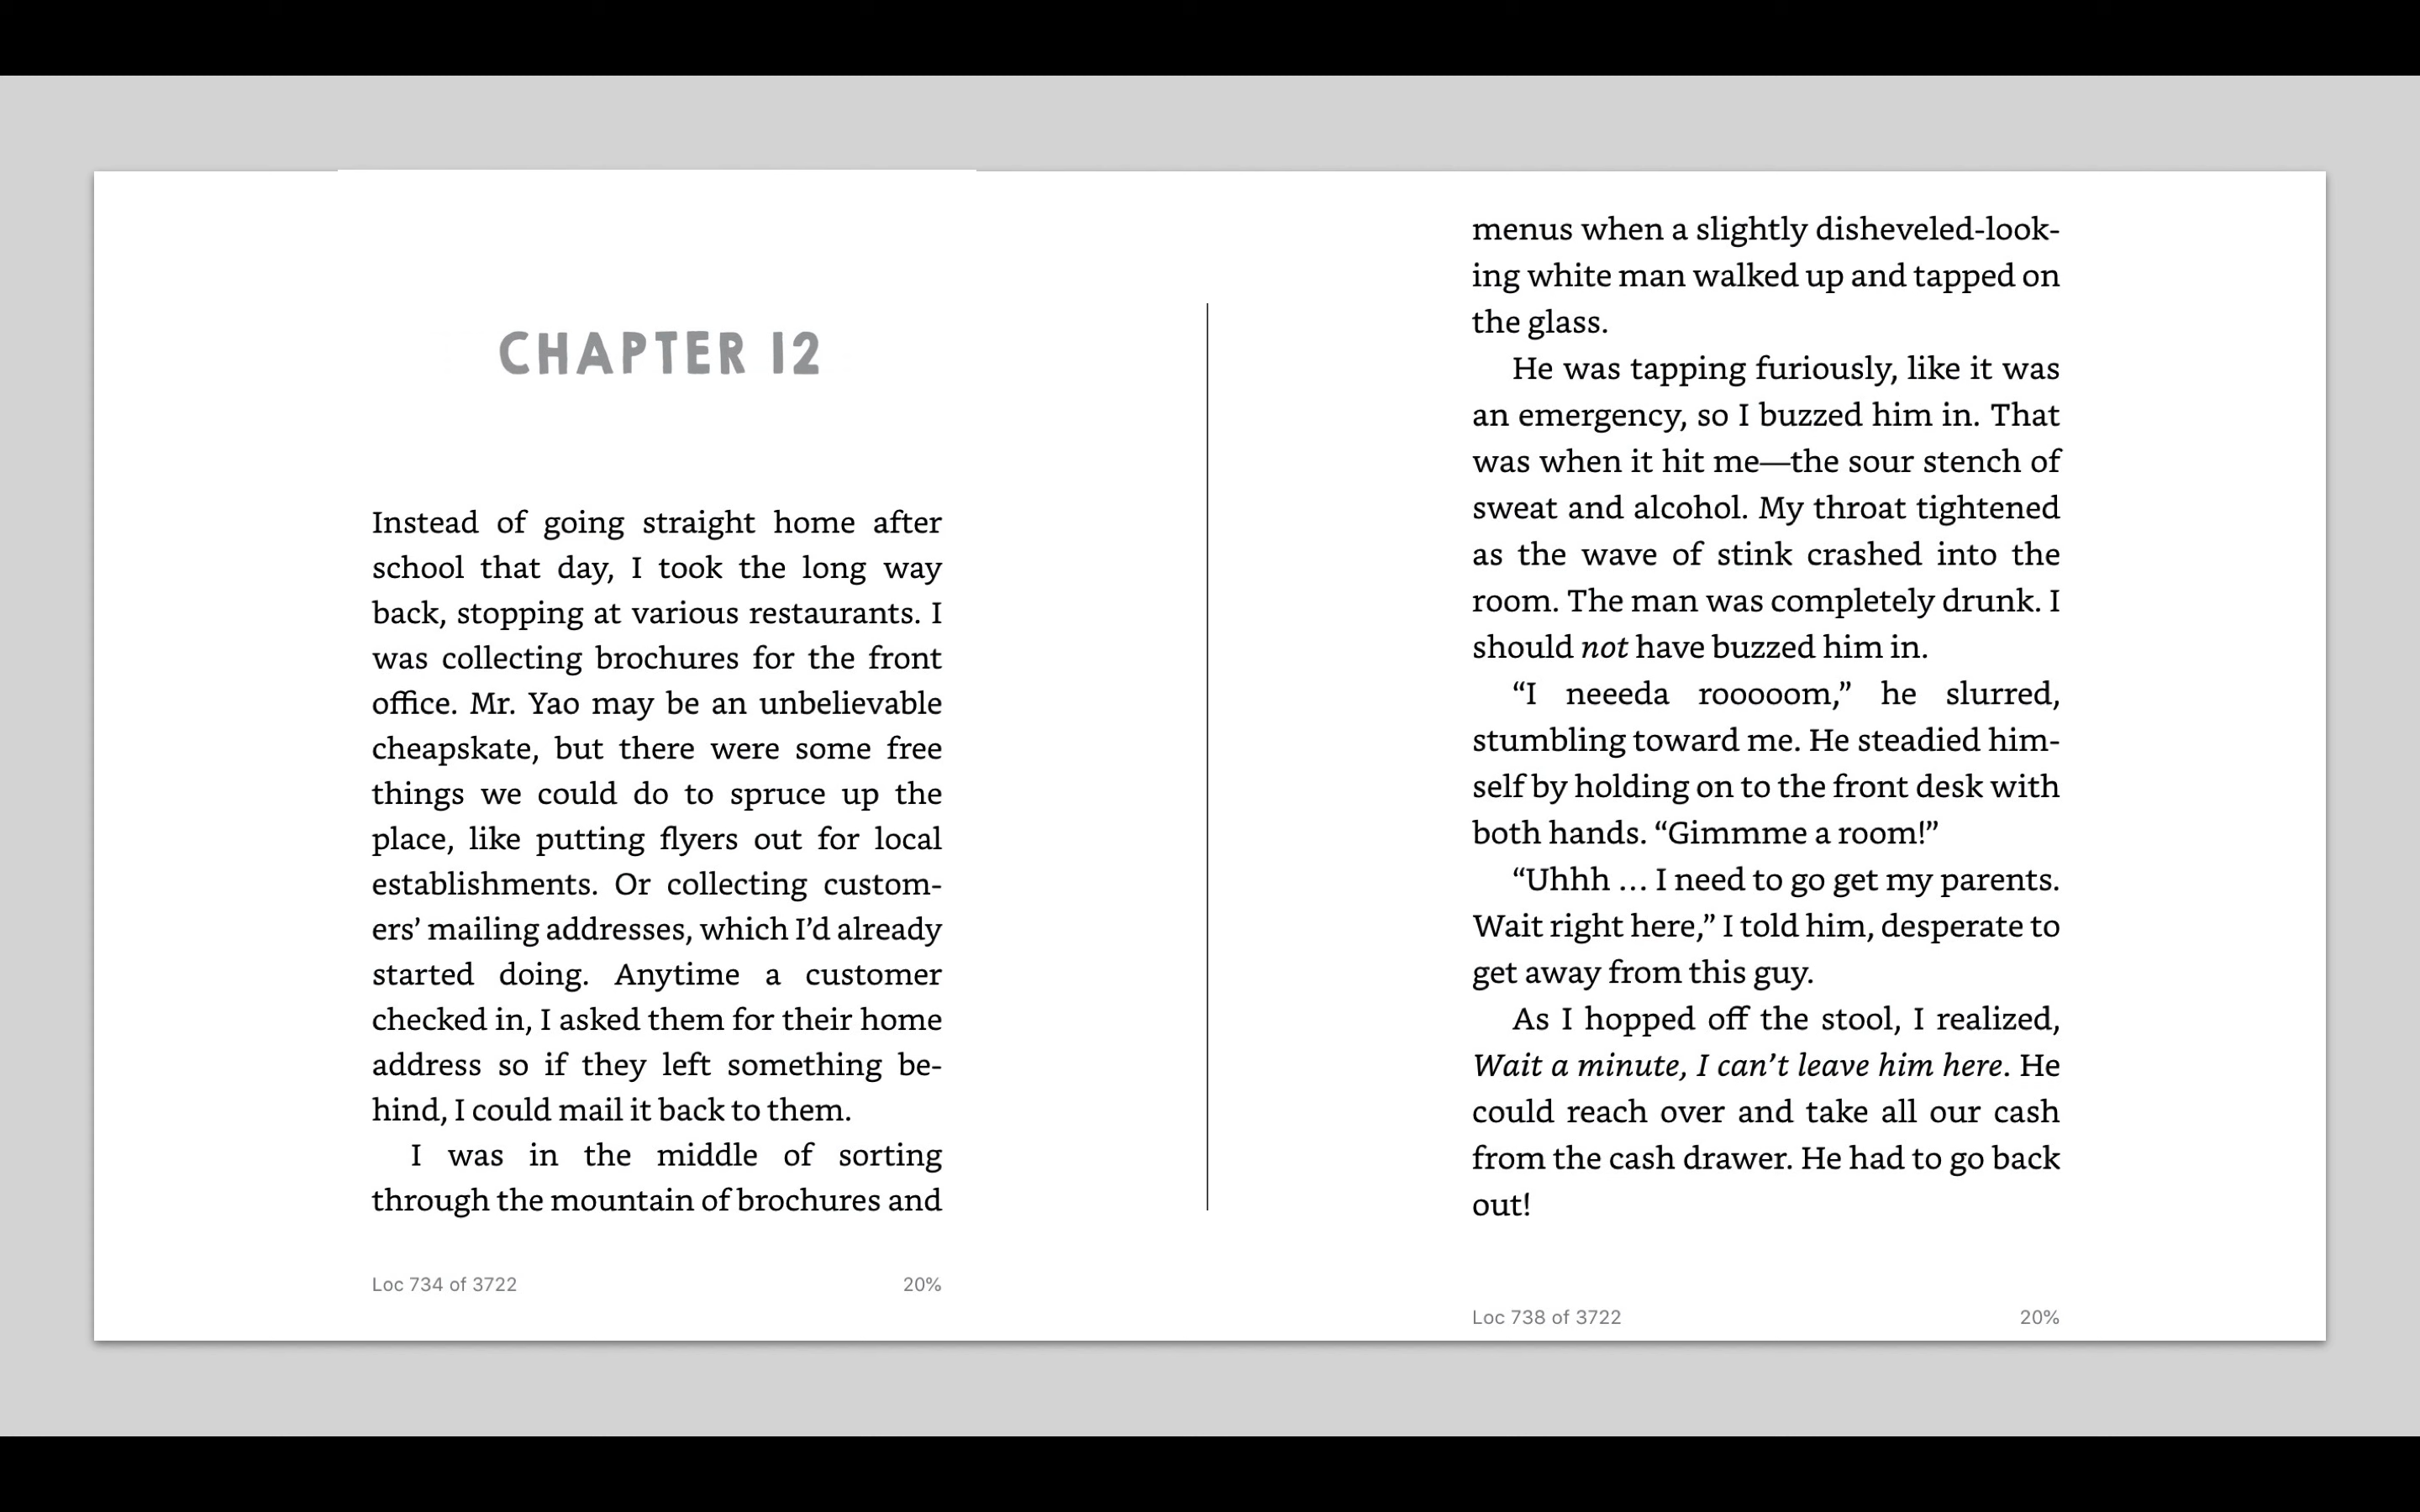 CHAPTER 12
Instead of going straight home after
school that day, I took the long way
back, stopping at various restaurants. I
was collecting brochures for the front
office. Mr. Yao may be an unbelievable
cheapskate, but there were some free
things we could do to spruce up the
place, like putting flyers out for local
establishments. Or collecting custom-
ers’ mailing addresses, which I’d already
started doing. Anytime a customer
checked in, I asked them for their home
address so if they left something be-
hind, I could mail it back to them.
I was in the middle of sorting
through the mountain of brochures and
Loc 734 of 3722 20%
menus when a slightly disheveled-look-
ing white man walked up and tapped on
the glass.
He was tapping furiously, like it was
an emergency, so I buzzed him in. That
was when it hit me—the sour stench of
sweat and alcohol. My throat tightened
as the wave of stink crashed into the
room. The man was completely drunk. I
should not have buzzed him in.
“I neeeda rooooom,” he slurred,
stumbling toward me. He steadied him-
self by holding on to the front desk with
both hands. “Gimmme a room!”
“Uhhh … I need to go get my parents.
Wait right here,” I told him, desperate to
get away from this guy.
As I hopped off the stool, I realized,
Wait a minute, I can’t leave him here. He
could reach over and take all our cash
from the cash drawer. He had to go back
out!
Loc 738 of 3722 20%